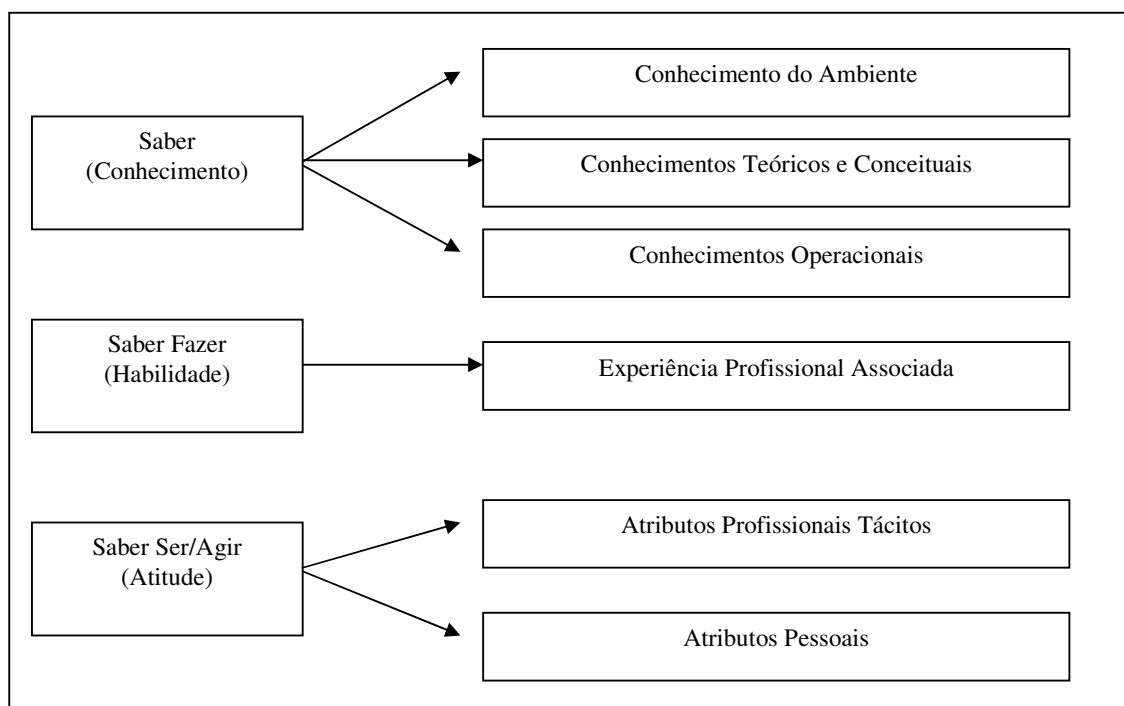 Saber
(Conhecimento)
Conhecimento do Ambiente
Conhecimentos Teóricos e Conceituais
Conhecimentos Operacionais
Saber Fazer
(Habilidade)
Experiência Profissional Associada
Saber Ser/Agir
(Atitude)
Atributos Profissionais Tácitos
Atributos Pessoais